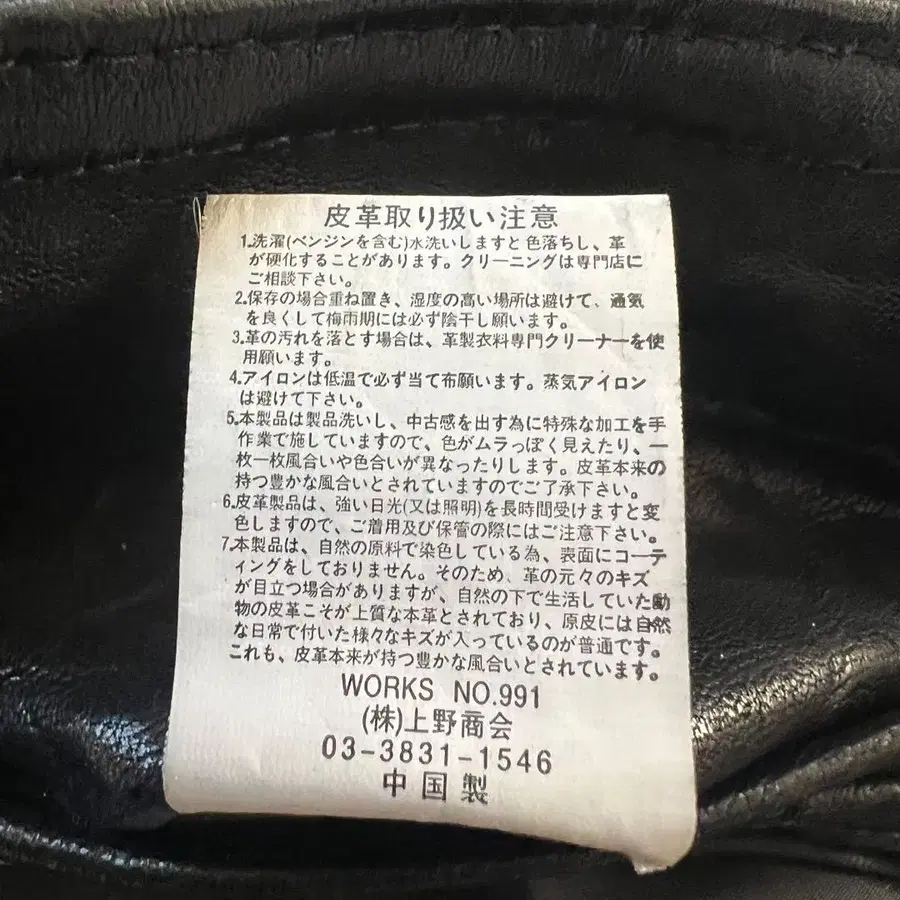 皮革取り扱い注意
1.洗濯(ベンジンを含む)水洗いしますと色落ちし、革
が硬化することがあります。クリーニングは専門店に
ご相談下さい。
2.保存の場合重ね置き、湿度の高い場所は避けて、通気
を良くして梅雨期には必ず陰干し願います。
3.革の汚れを落とす場合は、革製衣料専門クリーナーを使
用願います。
4.アイロンは低温で必ず当て布願います。蒸気アイロン
は避けて下さい。
5.本製品は製品洗いし、中古感を出す為に特殊な加工を手
作業で施していますので、色がムラっぽく見えたり、一
枚一枚風合いや色合いが異なったりします。皮革本来の
持つ豊かな風合いとされていますのでご了承下さい。
6.皮革製品は、強い日光(又は照明)を長時間受けますと変
色しますので、ご着用及び保管の際にはご注意下さい。
7.本製品は、自然の原料で染色している為、表面にコーテ
ィングをしておりません。そのため、革の元々のキズ
が目立つ場合がありますが、自然の下で生活していた動
物の皮革こそが上質な本革とされており、原皮には自然
な日常で付いた様々なキズが入っているのが普通です。
これも、皮革本来が持つ豊かな風合いとされています。
WORKS NO.991
(株)上野商会
03-3831-1546
中国製